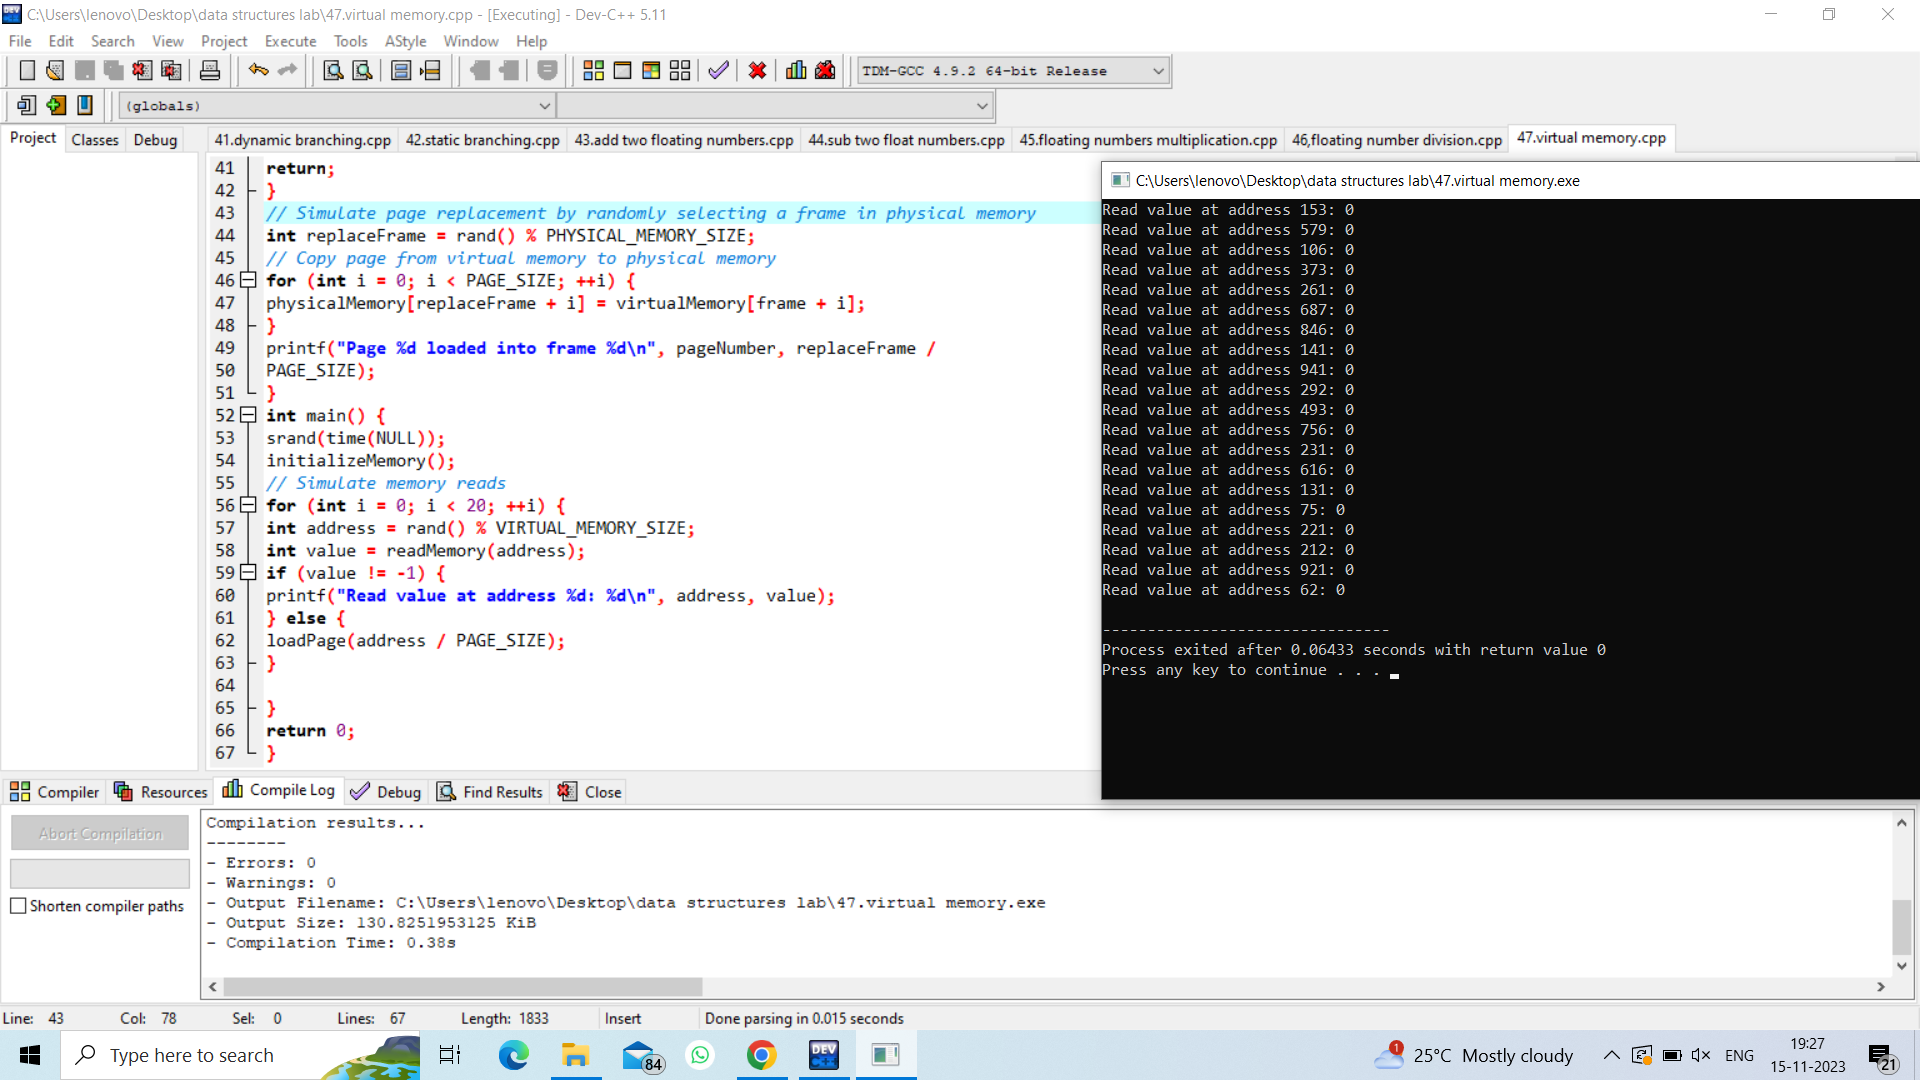 C:\Users\lenovo\Desktop\data structures lab\47.virtual memory.cpp - [Executing] - Dev-C++ 5.11
File Edit Search View Project Execute Tools AStyle Window Help
TDM-GCC 4.9.2 64-bit Release
(globals)
Project Classes Debug
41.dynamic branching.cpp 42.static branching.cpp 43.add two floating numbers.cpp 44.sub two float numbers.cpp 45.floating numbers multiplication.cpp 46,floating number division.cpp 47.virtual memory.cpp
41 return;
42 }
43 // Simulate page replacement by randomly selecting a frame in physical memory
44 int replaceFrame = rand() % PHYSICAL_MEMORY_SIZE;
45 // Copy page from virtual memory to physical memory
46 for (int i = 0; i < PAGE_SIZE; ++i) {
47 physicalMemory[replaceFrame + i] = virtualMemory[frame + i];
48 }
49 printf("Page %d loaded into frame %d\n", pageNumber, replaceFrame /
50 PAGE_SIZE);
51 }
52 int main() {
53 srand(time(NULL));
54 initializeMemory();
55 // Simulate memory reads
56 for (int i = 0; i < 20; ++i) {
57 int address = rand() % VIRTUAL_MEMORY_SIZE;
58 int value = readMemory(address);
59 if (value != -1) {
60 printf("Read value at address %d: %d\n", address, value);
61 } else {
62 loadPage(address / PAGE_SIZE);
63 }
64
65 }
66 return 0;
67 }
C:\Users\lenovo\Desktop\data structures lab\47.virtual memory.exe
Read value at address 153: 0
Read value at address 579: 0
Read value at address 106: 0
Read value at address 373: 0
Read value at address 261: 0
Read value at address 687: 0
Read value at address 846: 0
Read value at address 141: 0
Read value at address 941: 0
Read value at address 292: 0
Read value at address 493: 0
Read value at address 756: 0
Read value at address 231: 0
Read value at address 616: 0
Read value at address 131: 0
Read value at address 75: 0
Read value at address 221: 0
Read value at address 212: 0
Read value at address 921: 0
Read value at address 62: 0
--------------------------------
Process exited after 0.06433 seconds with return value 0
Press any key to continue . . .
Compiler Resources Compile Log Debug Find Results Close
Abort Compilation
Shorten compiler paths
Compilation results...
--------
- Errors: 0
- Warnings: 0
- Output Filename: C:\Users\lenovo\Desktop\data structures lab\47.virtual memory.exe
- Output Size: 130.8251953125 KiB
- Compilation Time: 0.38s
Line: 43 Col: 78 Sel: 0 Lines: 67 Length: 1833 Insert Done parsing in 0.015 seconds
Type here to search
84
DEV C++
1
25°C Mostly cloudy
ENG
19:27
15-11-2023
21